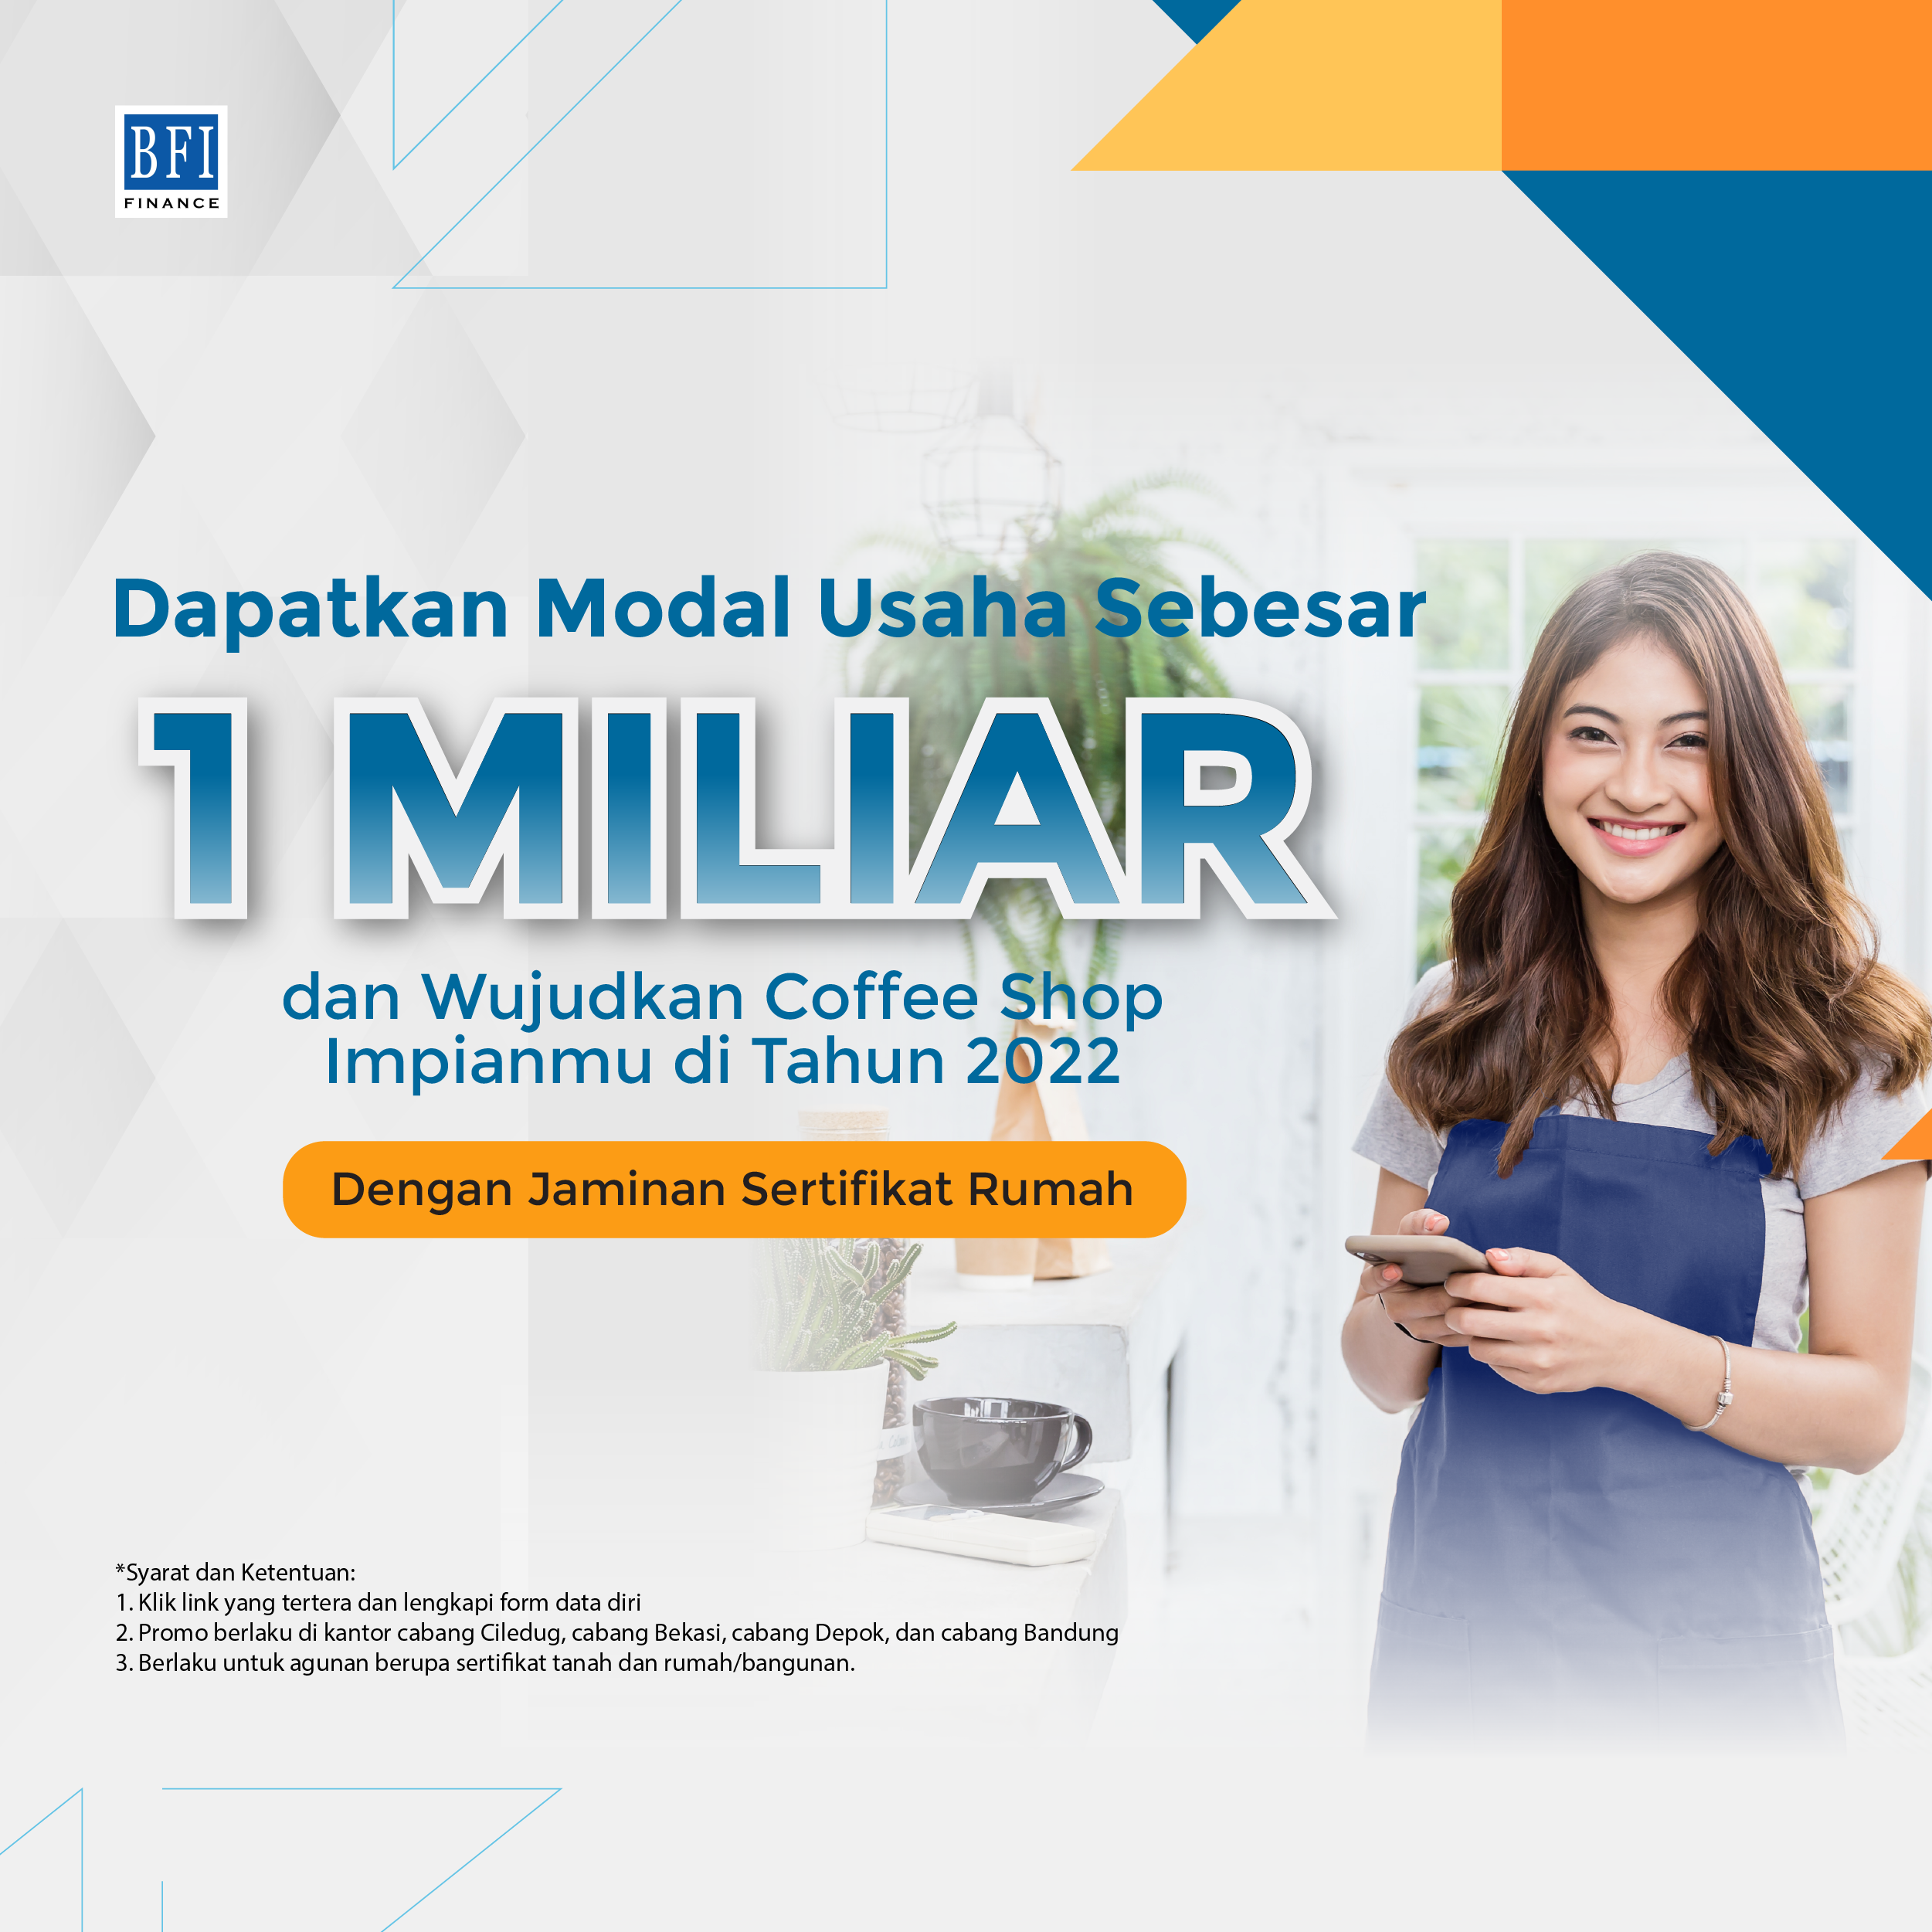 BFI
FINANCE
Dapatkan Modal Usaha Sebesar
1 MILIAR
dan Wujudkan Coffee Shop
Impianmu di Tahun 2022
Dengan Jaminan Sertifikat Rumah
*Syarat dan Ketentuan:
1. Klik link yang tertera dan lengkapi form data diri
2. Promo berlaku di kantor cabang Ciledug, cabang Bekasi, cabang Depok, dan cabang Bandung
3. Berlaku untuk agunan berupa sertifikat tanah dan rumah/bangunan.